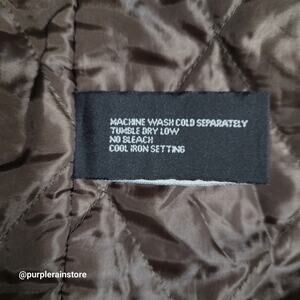 MACHINE WASH COLD SEPARATELY
TUMBLE DRY LOW
NO BLEACH
COOL IRON SETTING
@purplerainstore